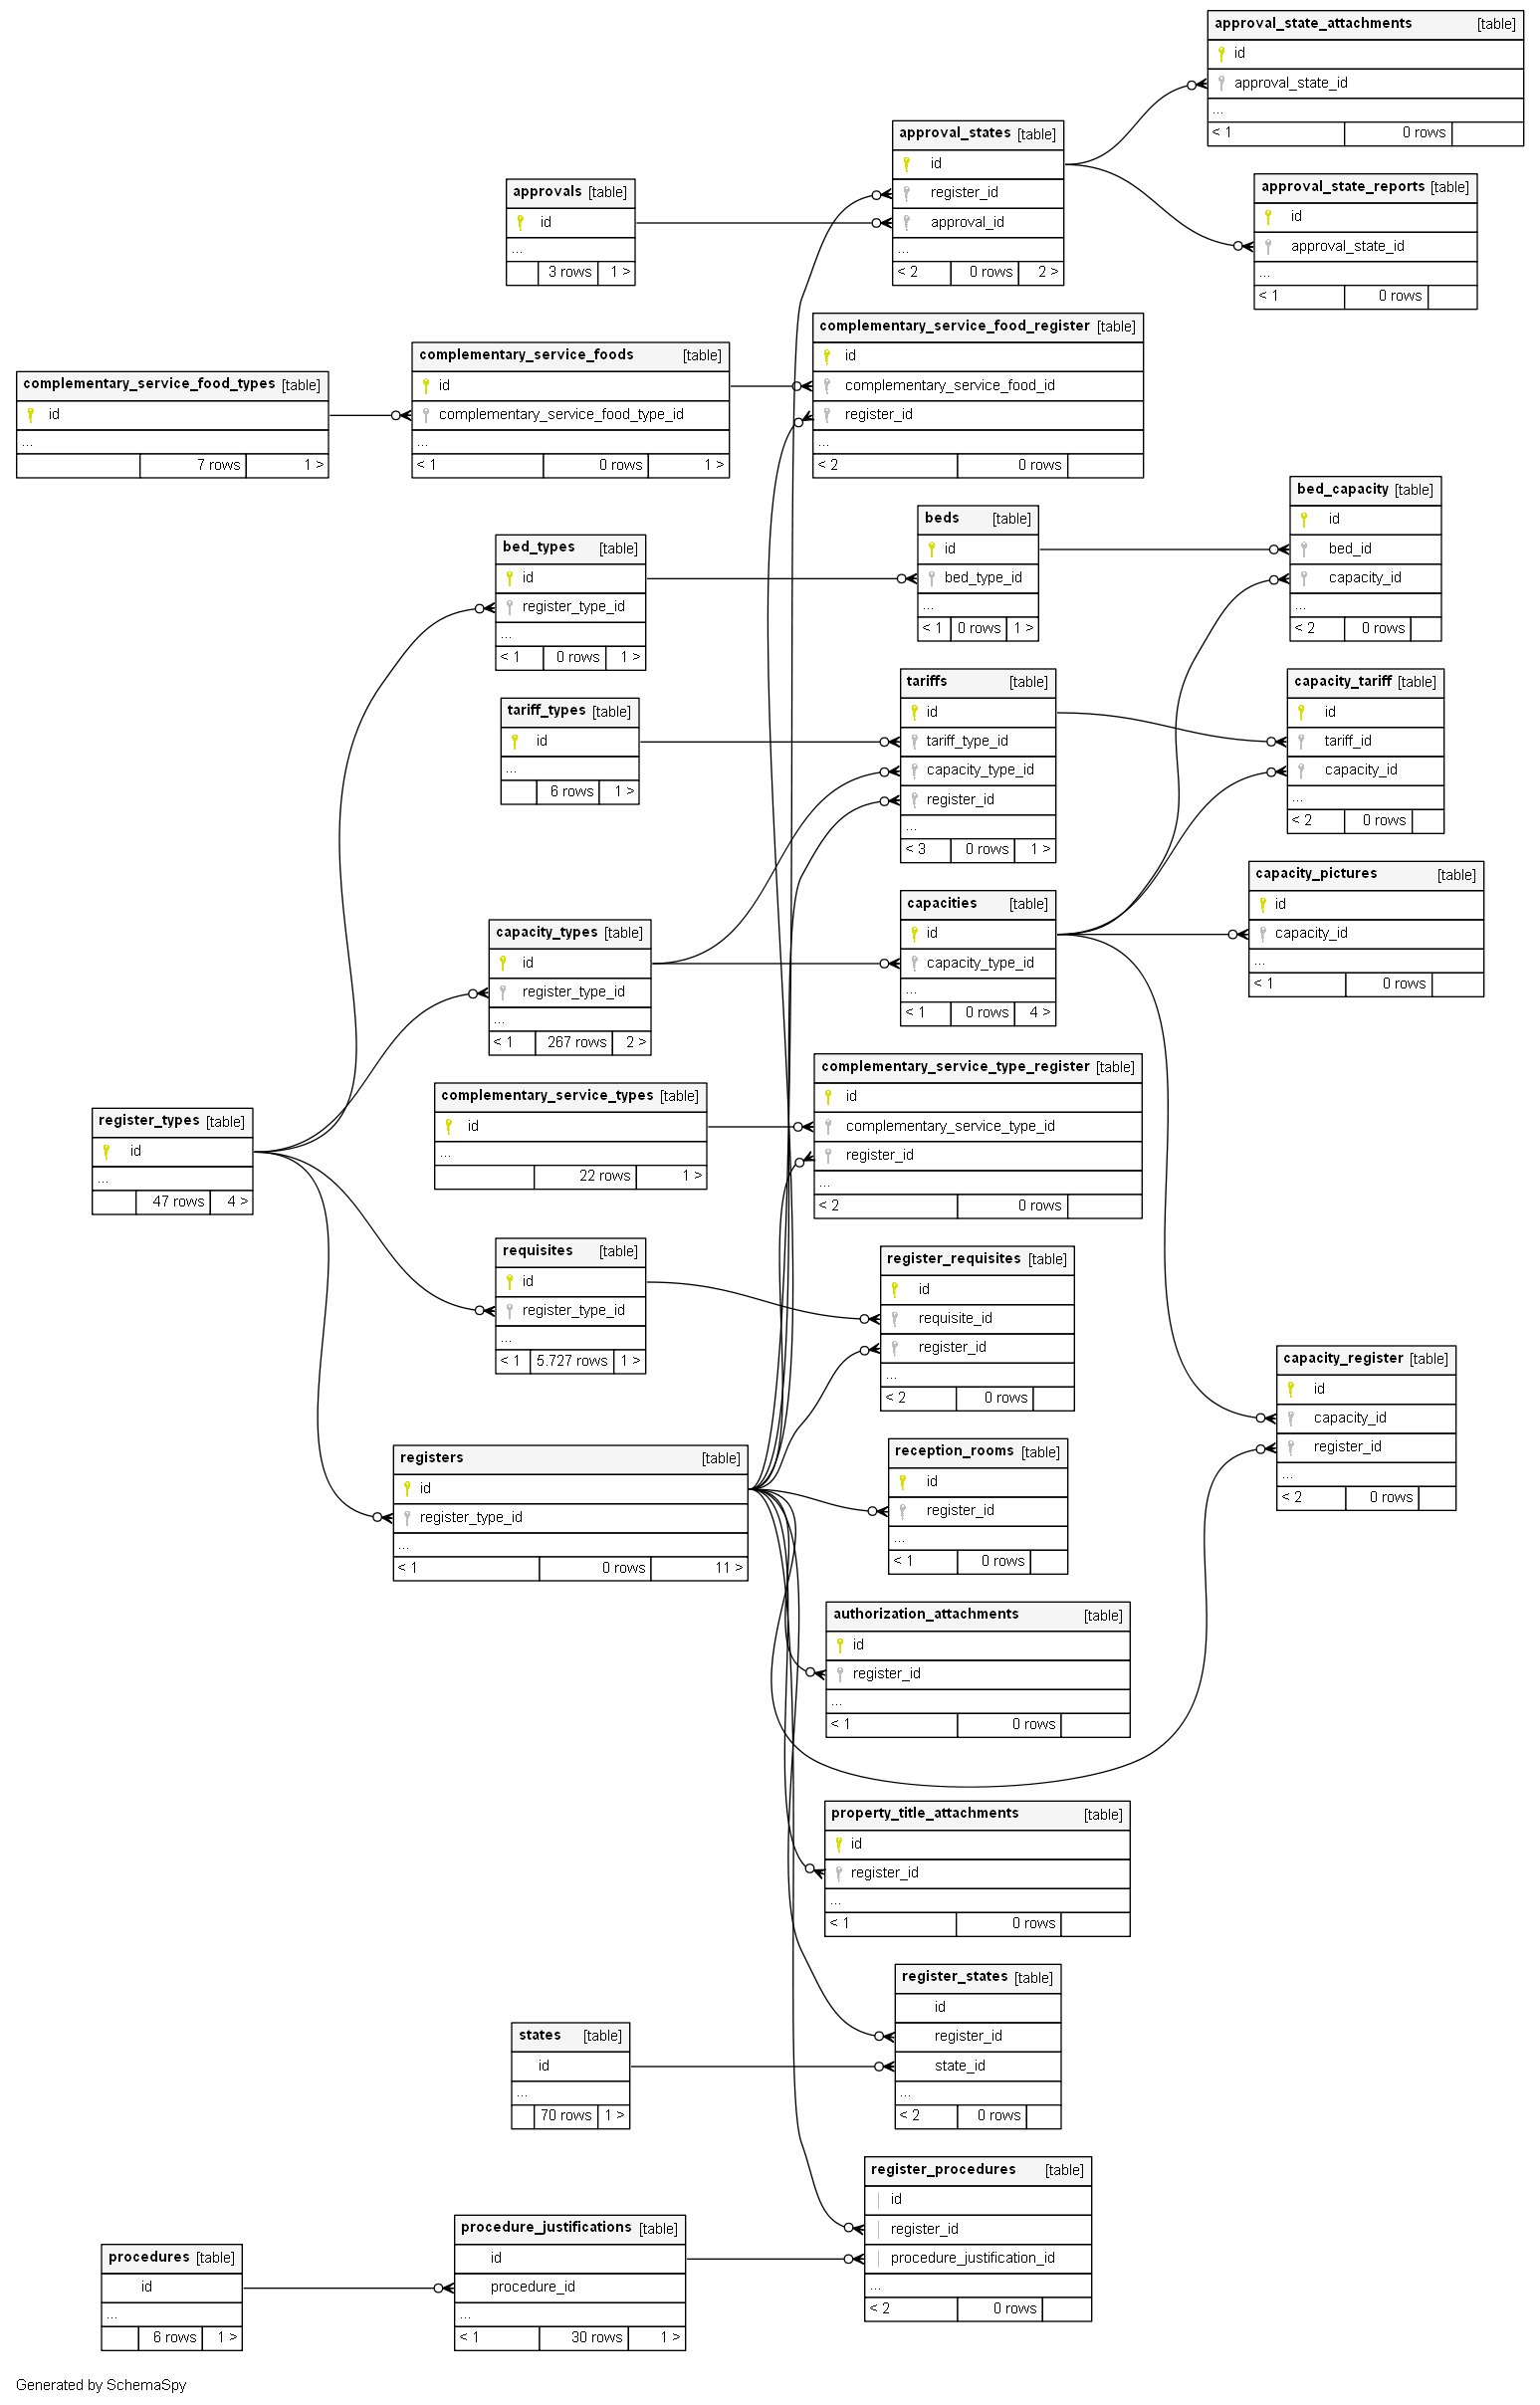 approval_state_attachments [table]
id
approval_state_id
...
< 1 0 rows
approval_states [table]
id
register_id
approval_id
...
< 2 0 rows 2 >
approval_state_reports [table]
id
approval_state_id
...
< 1 0 rows
approvals [table]
id
...
3 rows 1 >
complementary_service_food_register [table]
id
complementary_service_food_id
register_id
...
< 2 0 rows
complementary_service_foods [table]
id
complementary_service_food_type_id
...
< 1 0 rows 1 >
complementary_service_food_types [table]
id
...
7 rows 1 >
bed_capacity [table]
id
bed_id
capacity_id
...
< 2 0 rows
beds [table]
id
bed_type_id
...
< 1 0 rows 1 >
bed_types [table]
id
register_type_id
...
< 1 0 rows 1 >
tariffs [table]
id
tariff_type_id
capacity_type_id
register_id
...
< 3 0 rows 1 >
capacity_tariff [table]
id
tariff_id
capacity_id
...
< 2 0 rows
tariff_types [table]
id
...
6 rows 1 >
capacity_pictures [table]
id
capacity_id
...
< 1 0 rows
capacities [table]
id
capacity_type_id
...
< 1 0 rows 4 >
capacity_types [table]
id
register_type_id
...
< 1 267 rows 2 >
complementary_service_type_register [table]
id
complementary_service_type_id
register_id
...
< 2 0 rows
complementary_service_types [table]
id
...
22 rows 1 >
register_types [table]
id
...
47 rows 4 >
requisites [table]
id
register_type_id
...
< 1 5.727 rows 1 >
register_requisites [table]
id
requisite_id
register_id
...
< 2 0 rows
capacity_register [table]
id
capacity_id
register_id
...
< 2 0 rows
reception_rooms [table]
id
register_id
...
< 1 0 rows
registers [table]
id
register_type_id
...
< 1 0 rows 11 >
authorization_attachments [table]
id
register_id
...
< 1 0 rows
property_title_attachments [table]
id
register_id
...
< 1 0 rows
register_states [table]
id
register_id
state_id
...
< 2 0 rows
states [table]
id
...
70 rows 1 >
register_procedures [table]
id
register_id
procedure_justification_id
...
< 2 0 rows
procedure_justifications [table]
id
procedure_id
...
< 1 30 rows 1 >
procedures [table]
id
...
6 rows 1 >
Generated by SchemaSpy